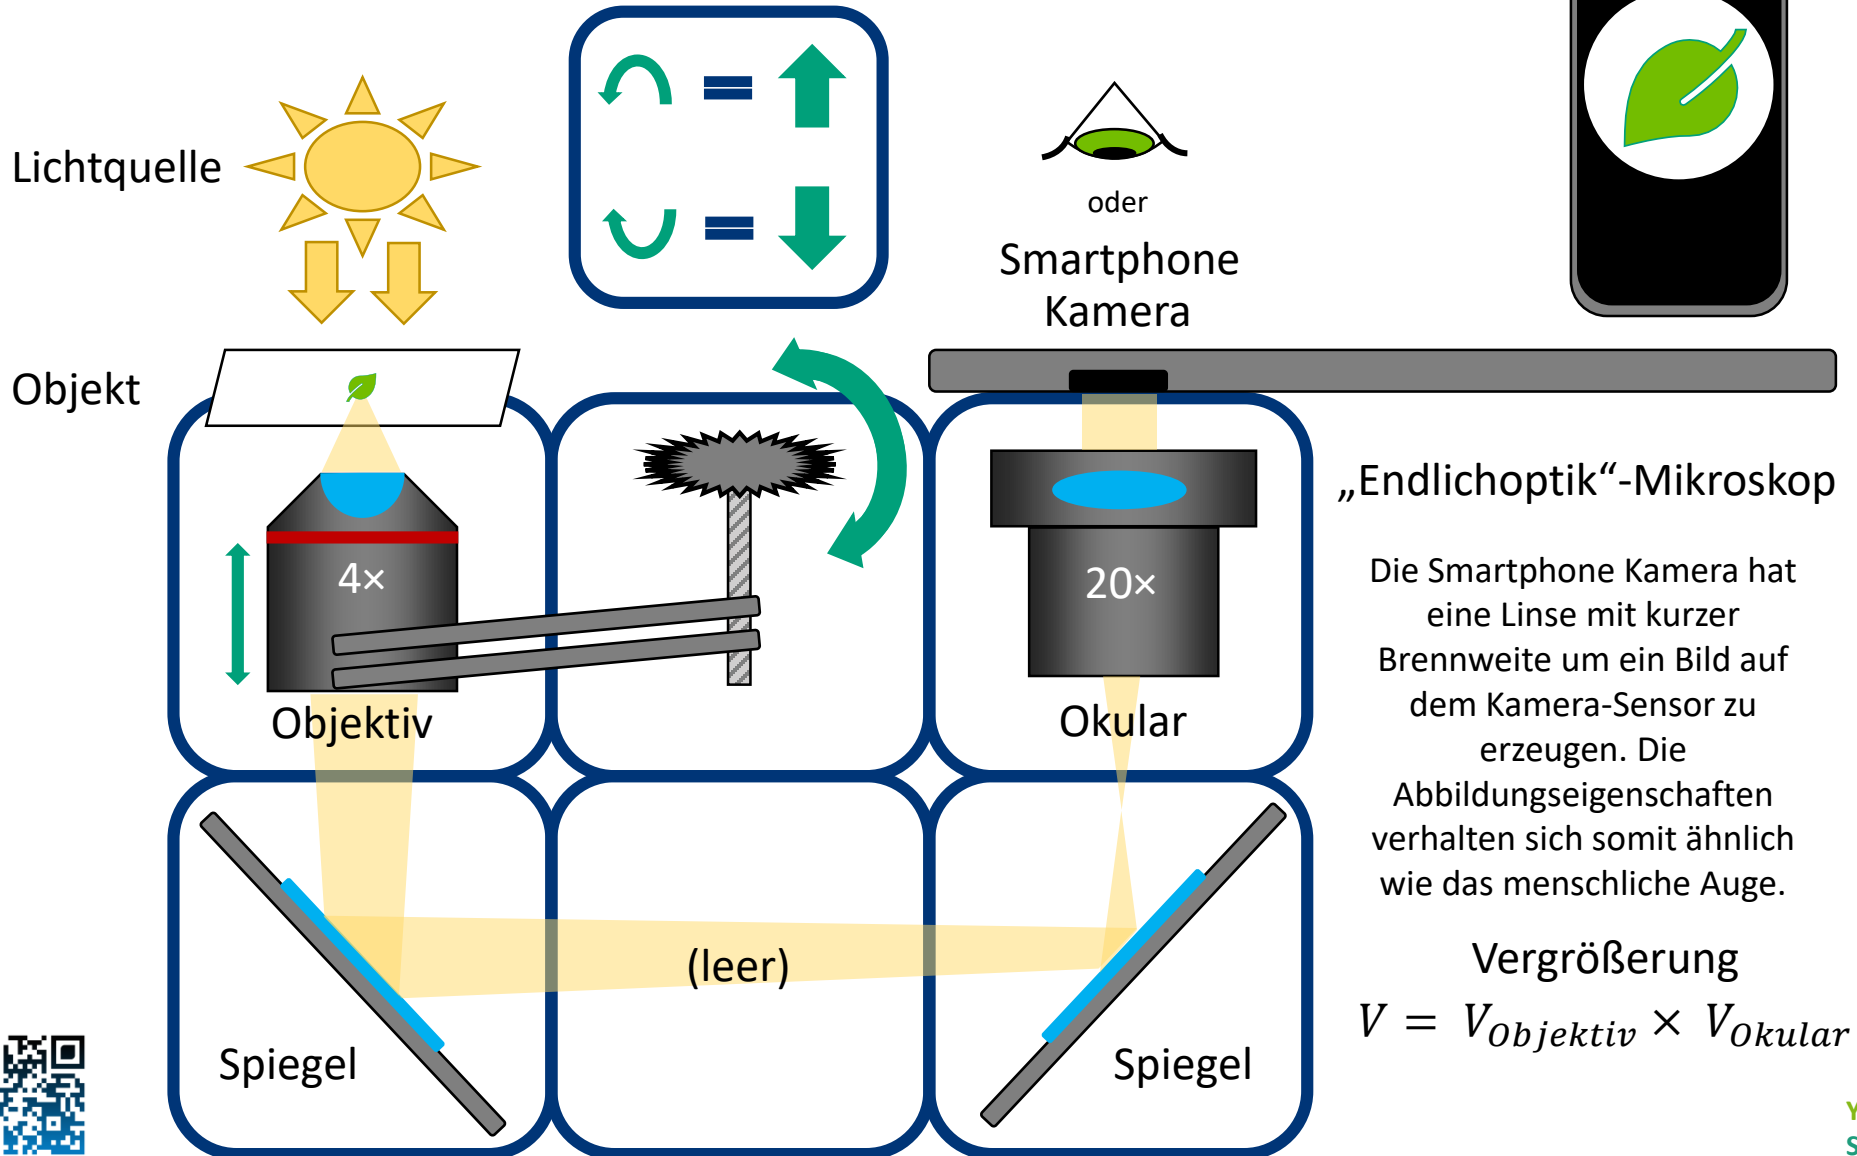 Lichtquelle
oder
Smartphone
Kamera
Objekt
4×
20×
Objektiv
Okular
(leer)
Spiegel
Spiegel
„Endlichoptik“-Mikroskop
Die Smartphone Kamera hat
eine Linse mit kurzer
Brennweite um ein Bild auf
dem Kamera-Sensor zu
erzeugen. Die
Abbildungseigenschaften
verhalten sich somit ähnlich
wie das menschliche Auge.
Vergrößerung
V = V_Objektiv × V_Okular
Y
S